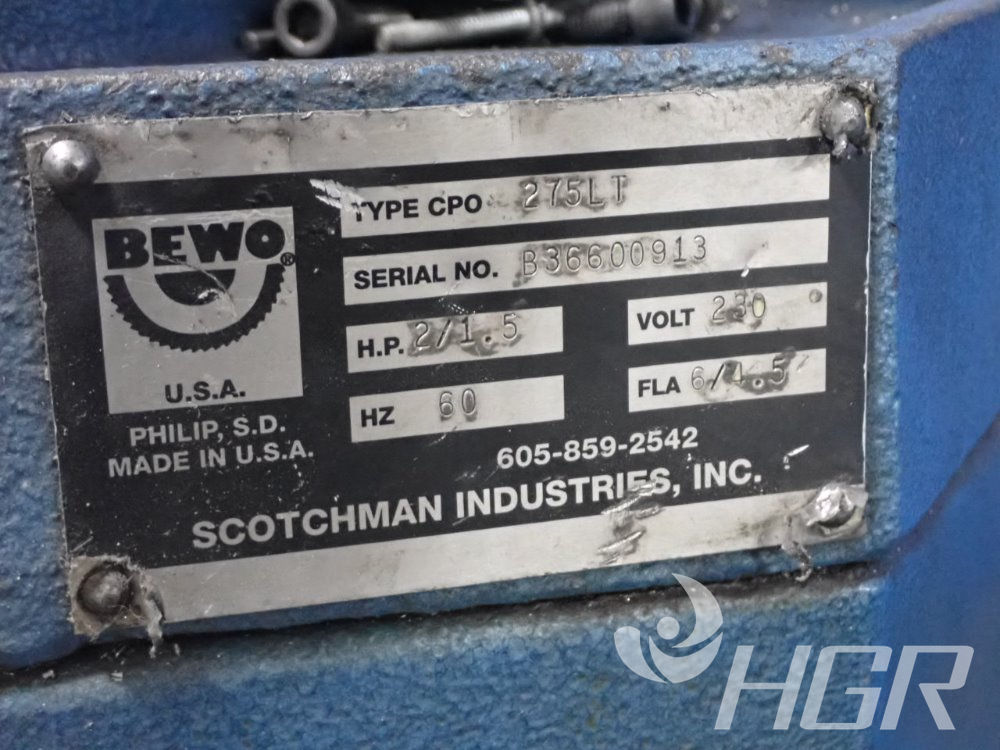 BEWO®
U.S.A.
PHILIP, S.D.
MADE IN U.S.A.
TYPE CPO 275LT
SERIAL NO. B36600913
H.P. 2/1.5
VOLT 230
HZ 60
FLA 6/4.5
605-859-2542
SCOTCHMAN INDUSTRIES, INC.
HGR